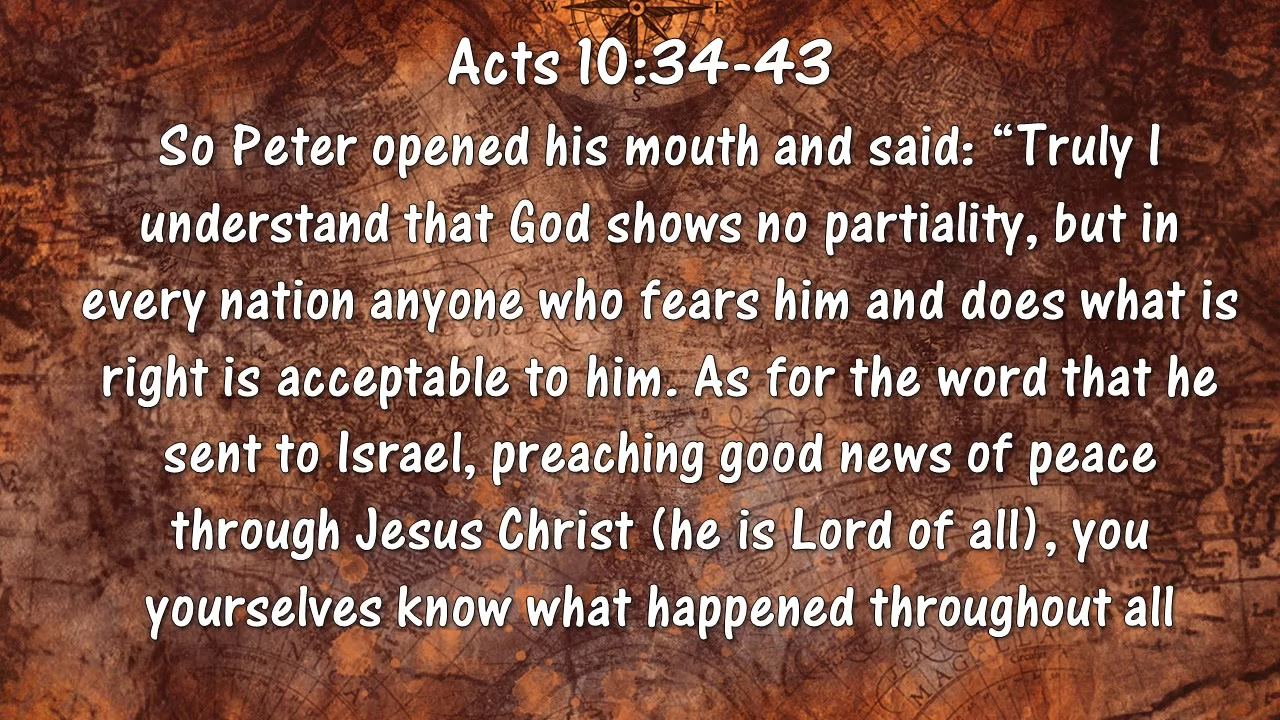 W E
S
Acts 10:34-43
So Peter opened his mouth and said: “Truly I
understand that God shows no partiality, but in
every nation anyone who fears him and does what is
right is acceptable to him. As for the word that he
sent to Israel, preaching good news of peace
through Jesus Christ (he is Lord of all), you
yourselves know what happened throughout all